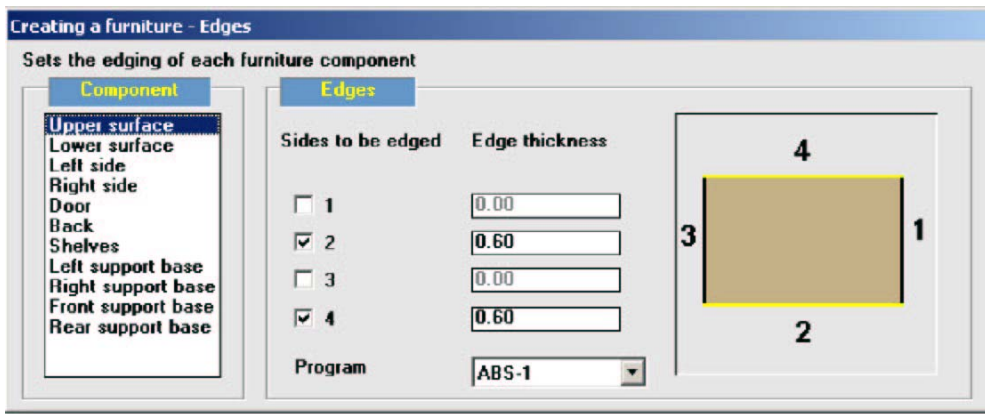 Creating a furniture - Edges
Sets the edging of each furniture component
Component
Upper surface
Lower surface
Left side
Right side
Door
Back
Shelves
Left support base
Right support base
Front support base
Rear support base
Edges
Sides to be edged Edge thickness
1 0.00
2 0.60
3 0.00
4 0.60
Program ABS-1
4
3 1
2